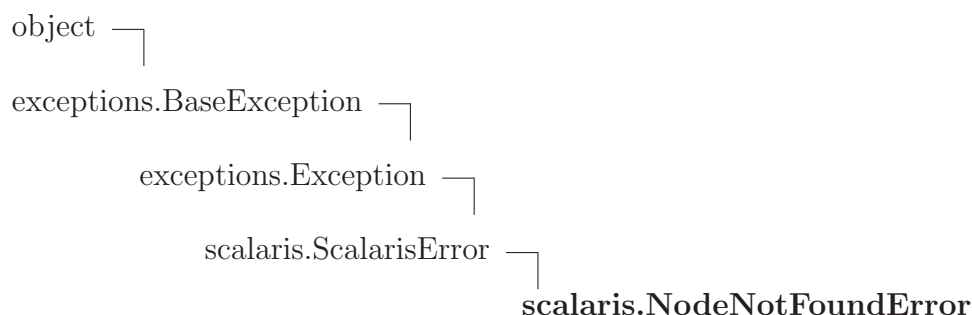 object
exceptions.BaseException
exceptions.Exception
scalaris.ScalarisError
scalaris.NodeNotFoundError